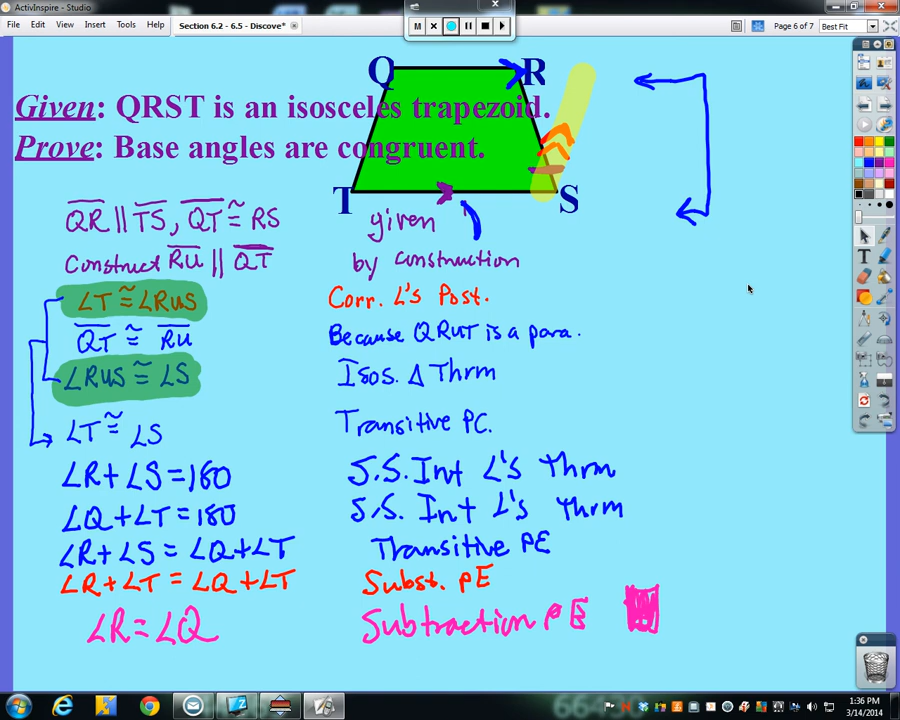 ActivInspire - Studio
File Edit View Insert Tools Help
Section 6.2 - 6.5 - Discove*
Page 6 of 7
Best Fit
M
Q R
Given: QRST is an isosceles trapezoid.
Prove: Base angles are congruent.
T S
QR || TS, QT ≅ RS given
Construct RU || QT by construction
∠T ≅ ∠RUS Corr. ∠'s Post.
QT ≅ RU Because QRUT is a para.
∠RUS ≅ ∠S Isos. Δ Thrm
∠T ≅ ∠S Transitive PC.
∠R + ∠S = 180 S.S. Int ∠'s Thrm
∠Q + ∠T = 180 S.S. Int ∠'s Thrm
∠R + ∠S = ∠Q + ∠T Transitive PE
∠R + ∠T = ∠Q + ∠T Subst. PE
∠R = ∠Q Subtraction PE
1:36 PM
3/14/2014